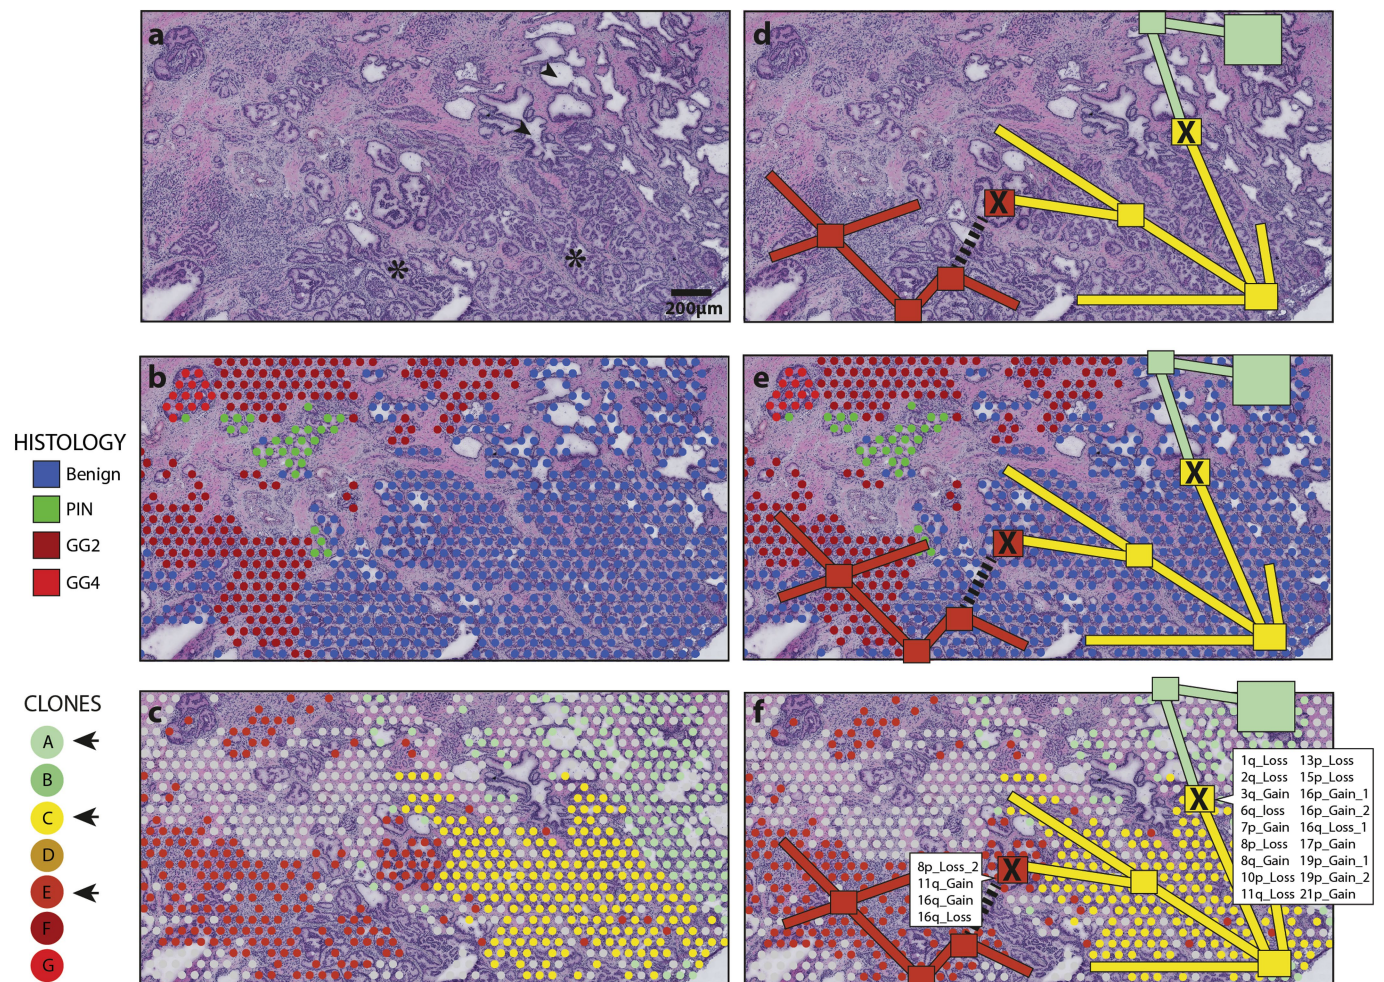 a
*
*
200µm
d
X
X
HISTOLOGY
Benign
PIN
GG2
GG4
b
e
X
X
CLONES
A
B
C
D
E
F
G
c
f
X
X
8p_Loss_2
11q_Gain
16q_Gain
16q_Loss
1q_Loss 13p_Loss
2q_Loss 15p_Loss
3q_Gain 16p_Gain_1
6q_loss 16p_Gain_2
7p_Gain 16q_Loss_1
8p_Loss 17p_Gain
8q_Gain 19p_Gain_1
10p_Loss 19p_Gain_2
11q_Loss 21p_Gain